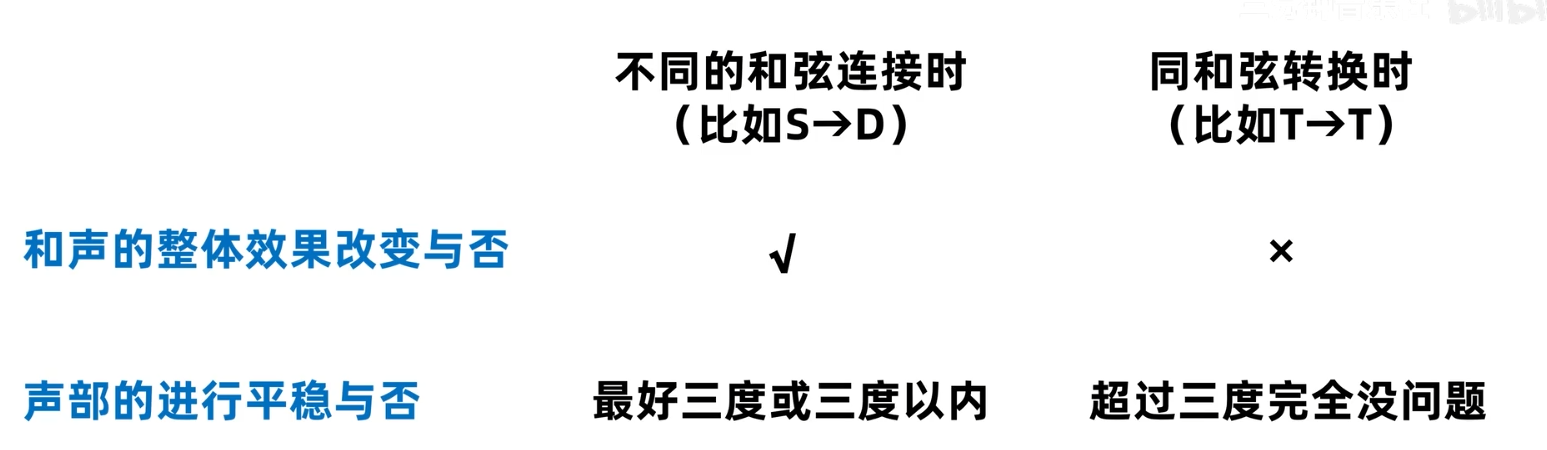 不同的和弦连接时
（比如S→D）
同和弦转换时
（比如T→T）
和声的整体效果改变与否
√
×
声部的进行平稳与否
最好三度或三度以内
超过三度完全没问题